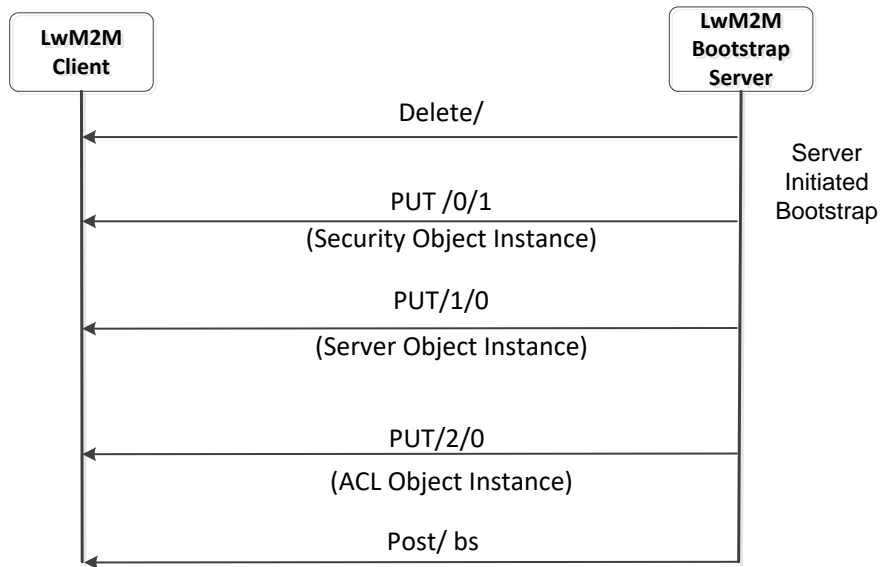 LwM2M
Client
LwM2M
Bootstrap
Server
Delete/
Server
Initiated
Bootstrap
PUT /0/1
(Security Object Instance)
PUT/1/0
(Server Object Instance)
PUT/2/0
(ACL Object Instance)
Post/ bs